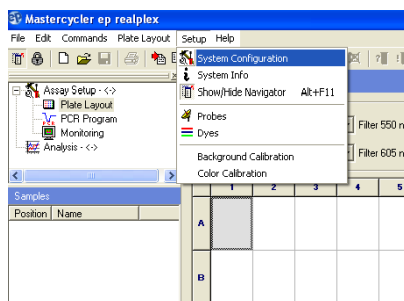 Mastercycler ep realplex
File Edit Commands Plate Layout Setup Help
System Configuration
System Info
Show/Hide Navigator Alt+F11
Probes
Dyes
Background Calibration
Color Calibration
Assay Setup - <->
Plate Layout
PCR Program
Monitoring
Analysis - <->
Filter 550 n
Filter 605 n
Samples
Position Name
1 2 3 4 5
A
B